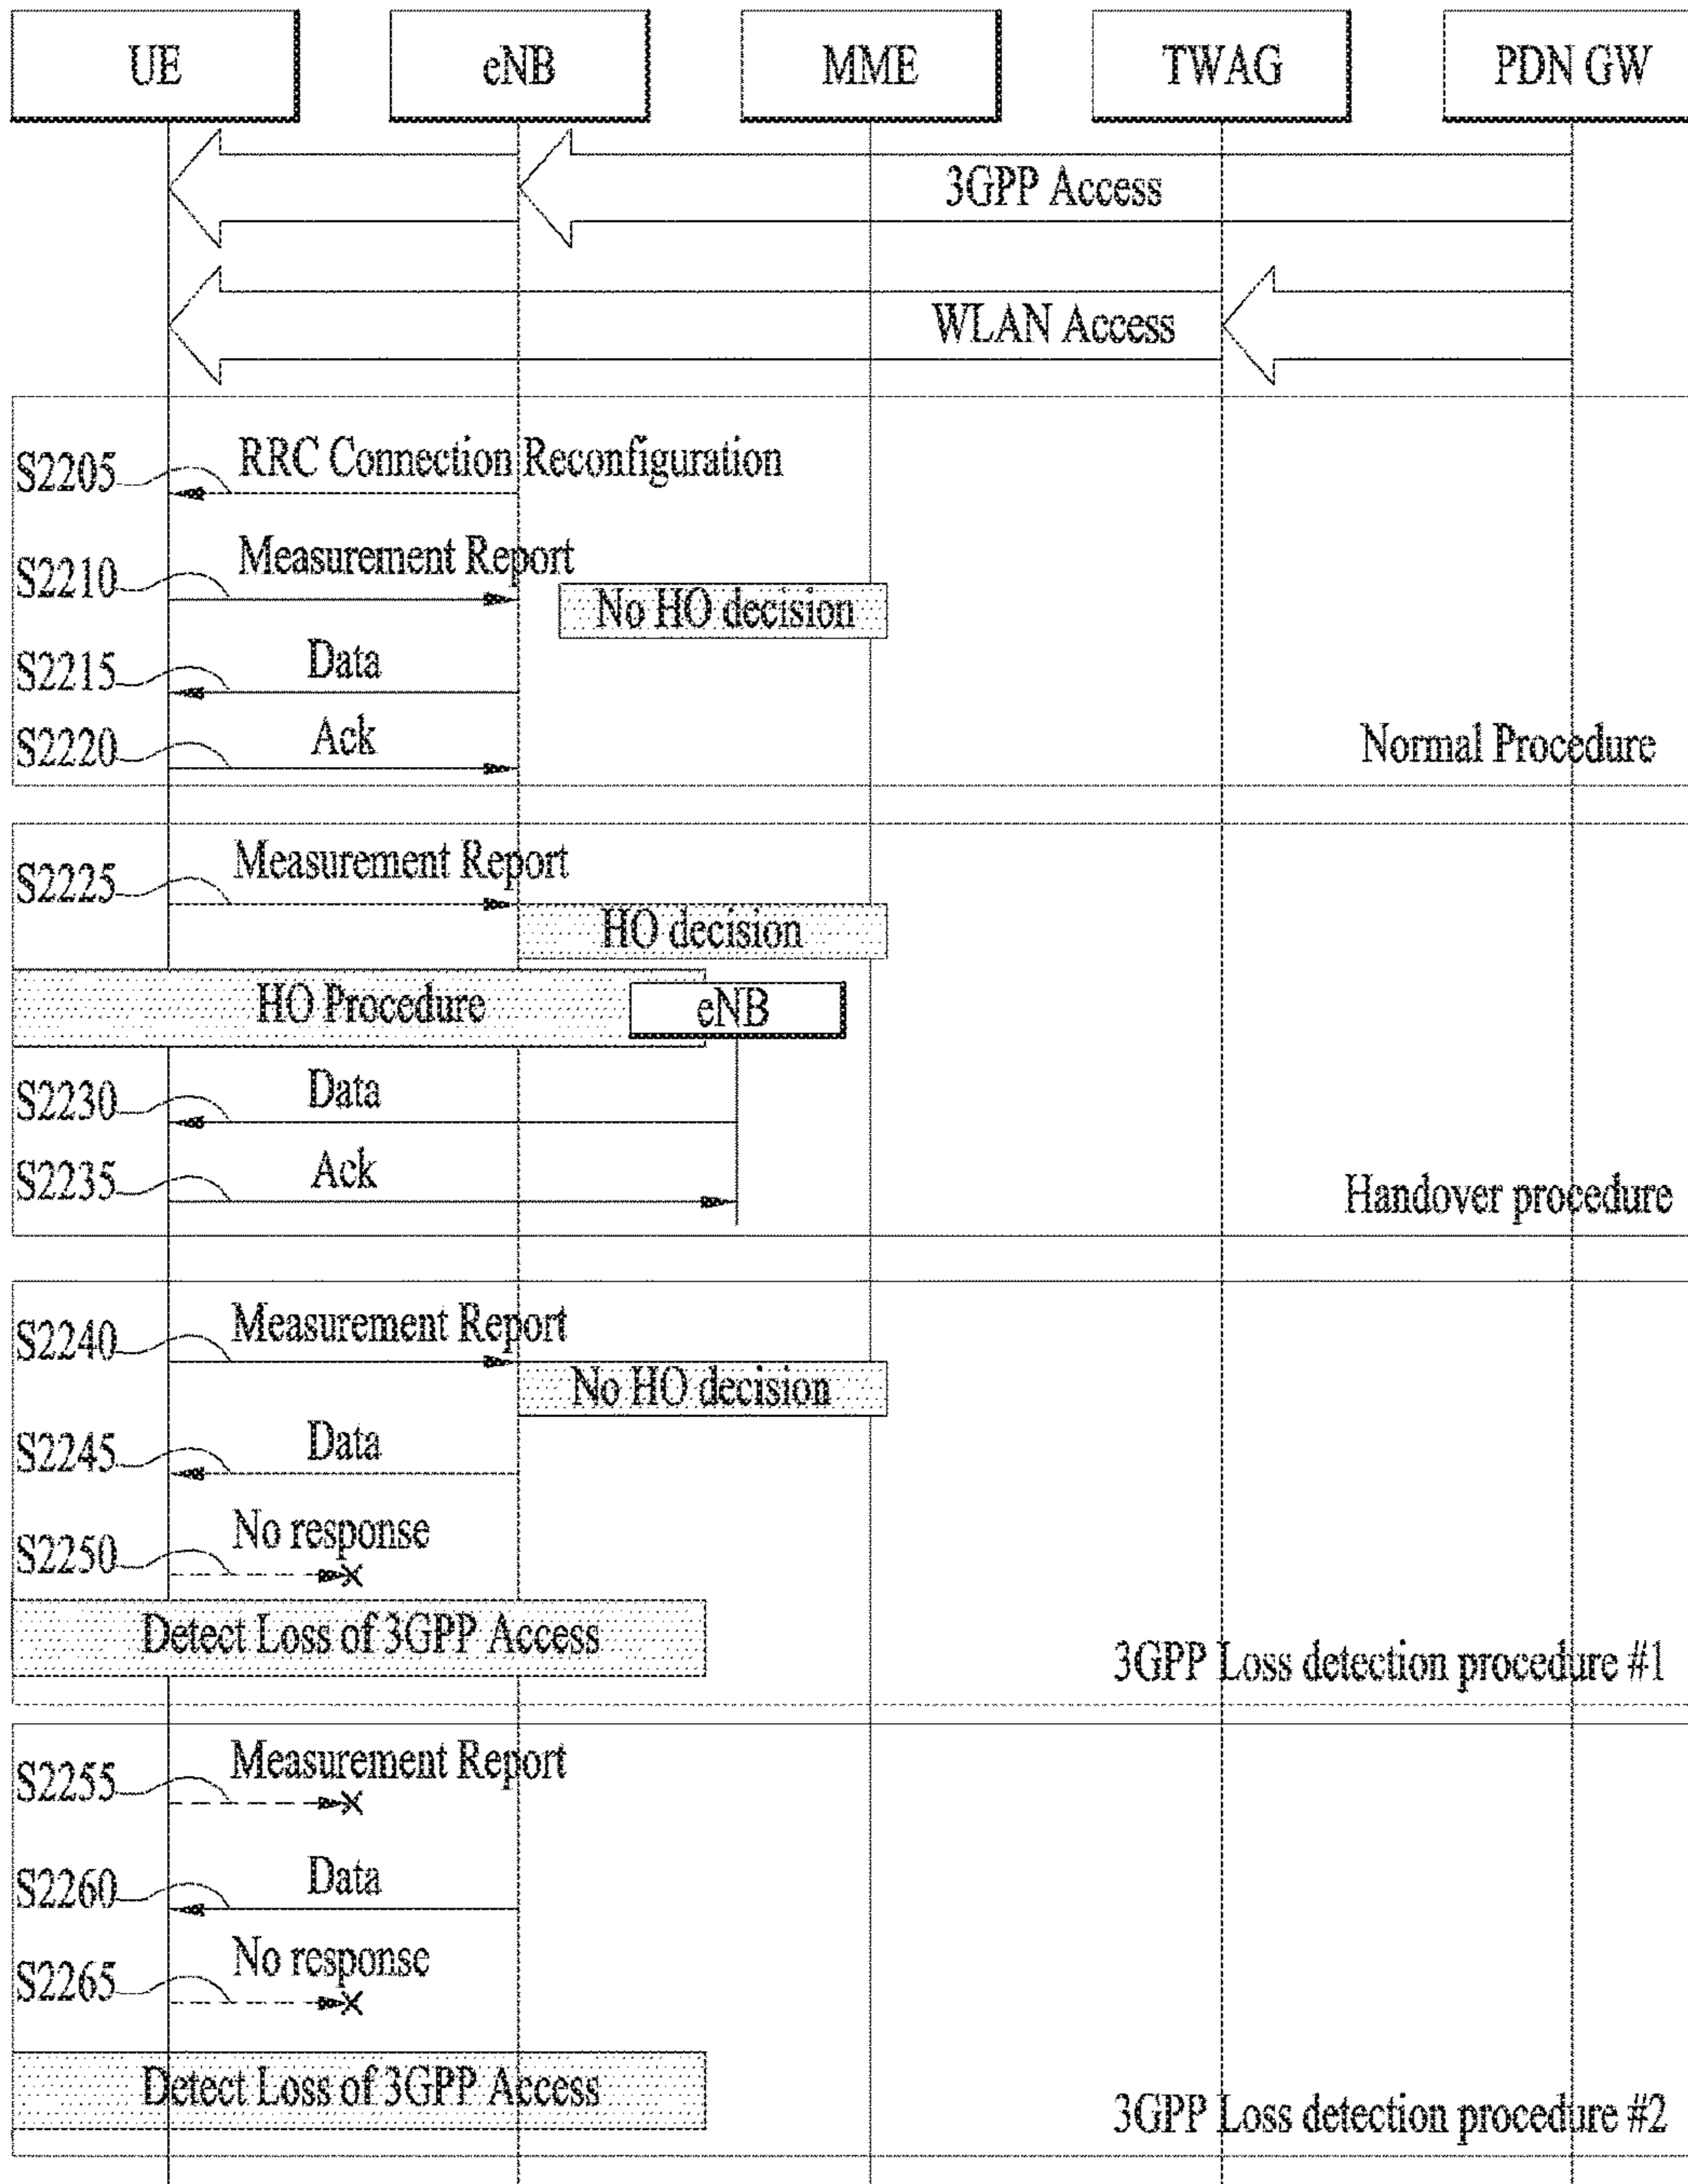 UE
eNB
MME
TWAG
PDN GW
3GPP Access
WLAN Access
S2205
RRC Connection Reconfiguration
S2210
Measurement Report
No HO decision
S2215
Data
S2220
Ack
Normal Procedure
S2225
Measurement Report
HO decision
HO Procedure
eNB
S2230
Data
S2235
Ack
Handover procedure
S2240
Measurement Report
No HO decision
S2245
Data
S2250
No response
Detect Loss of 3GPP Access
3GPP Loss detection procedure #1
S2255
Measurement Report
S2260
Data
S2265
No response
Detect Loss of 3GPP Access
3GPP Loss detection procedure #2